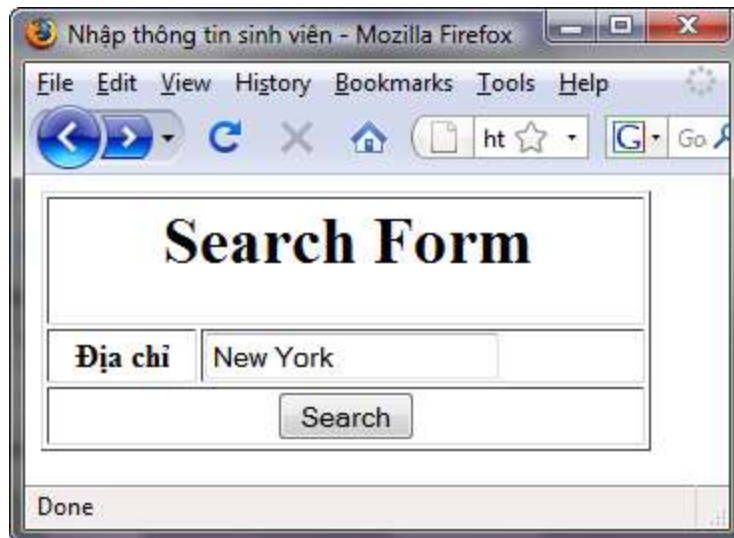 Nhập thông tin sinh viên - Mozilla Firefox
File Edit View History Bookmarks Tools Help
ht G Go
Search Form
Địa chỉ New York
Search
Done